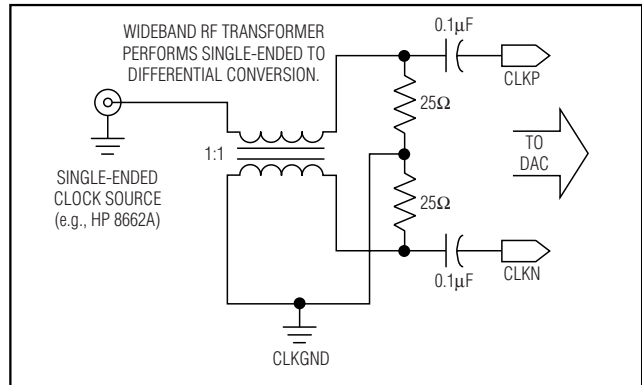 WIDEBAND RF TRANSFORMER
PERFORMS SINGLE-ENDED TO
DIFFERENTIAL CONVERSION.
0.1µF
CLKP
25Ω
1:1
TO
DAC
SINGLE-ENDED
CLOCK SOURCE
(e.g., HP 8662A)
25Ω
0.1µF
CLKN
CLKGND